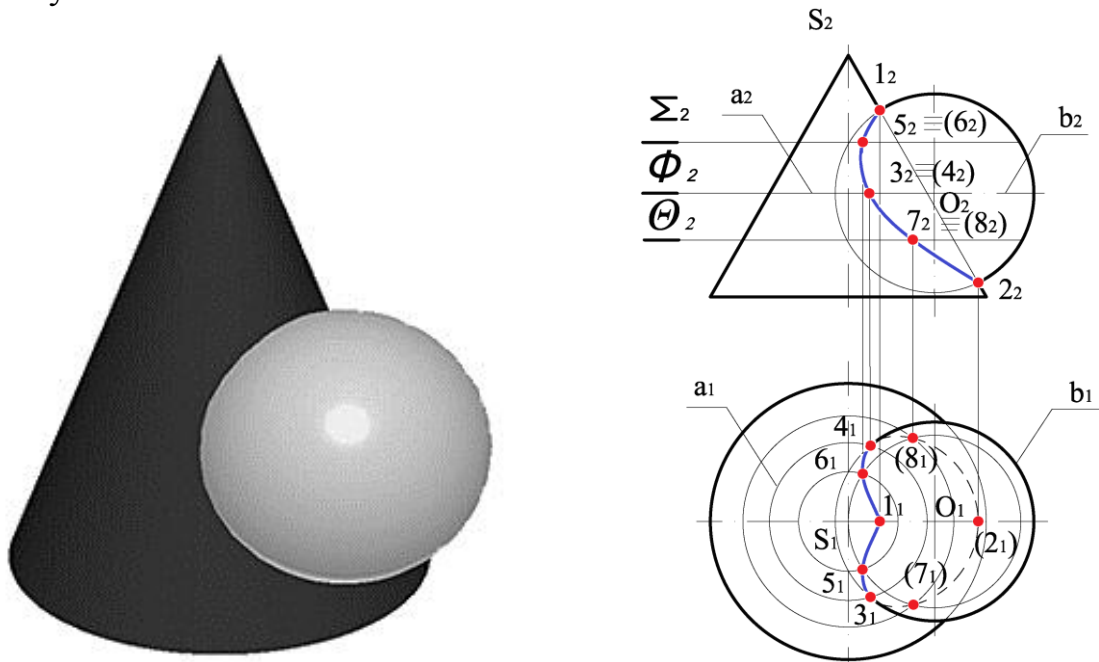 S₂
1₂
a₂
Σ₂
5₂ ≡(6₂)
b₂
Φ₂
3₂≡(4₂)
O₂
Θ₂
7₂ ≡(8₂)
2₂
a₁
4₁
b₁
6₁
(8₁)
1₁
O₁
S₁
(2₁)
5₁
(7₁)
3₁